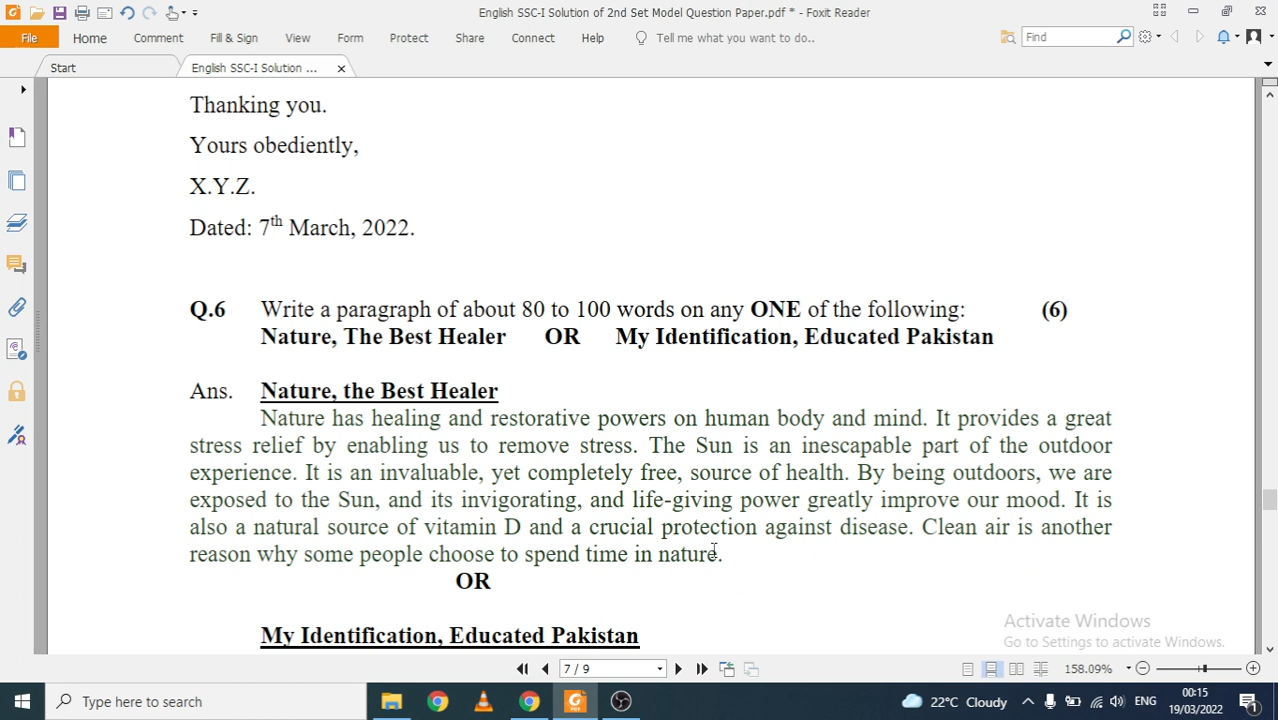 English SSC-I Solution of 2nd Set Model Question Paper.pdf * - Foxit Reader
File Home Comment Fill & Sign View Form Protect Share Connect Help Tell me what you want to do.. Find
Start English SSC-I Solution ...
Thanking you.
Yours obediently,
X.Y.Z.
Dated: 7th March, 2022.
Q.6 Write a paragraph of about 80 to 100 words on any ONE of the following: (6)
Nature, The Best Healer OR My Identification, Educated Pakistan
Ans. Nature, the Best Healer
Nature has healing and restorative powers on human body and mind. It provides a great
stress relief by enabling us to remove stress. The Sun is an inescapable part of the outdoor
experience. It is an invaluable, yet completely free, source of health. By being outdoors, we are
exposed to the Sun, and its invigorating, and life-giving power greatly improve our mood. It is
also a natural source of vitamin D and a crucial protection against disease. Clean air is another
reason why some people choose to spend time in nature.
OR
My Identification, Educated Pakistan
Activate Windows
Go to Settings to activate Windows.
7 / 9 158.09%
Type here to search 22°C Cloudy ENG 00:15
19/03/2022 1